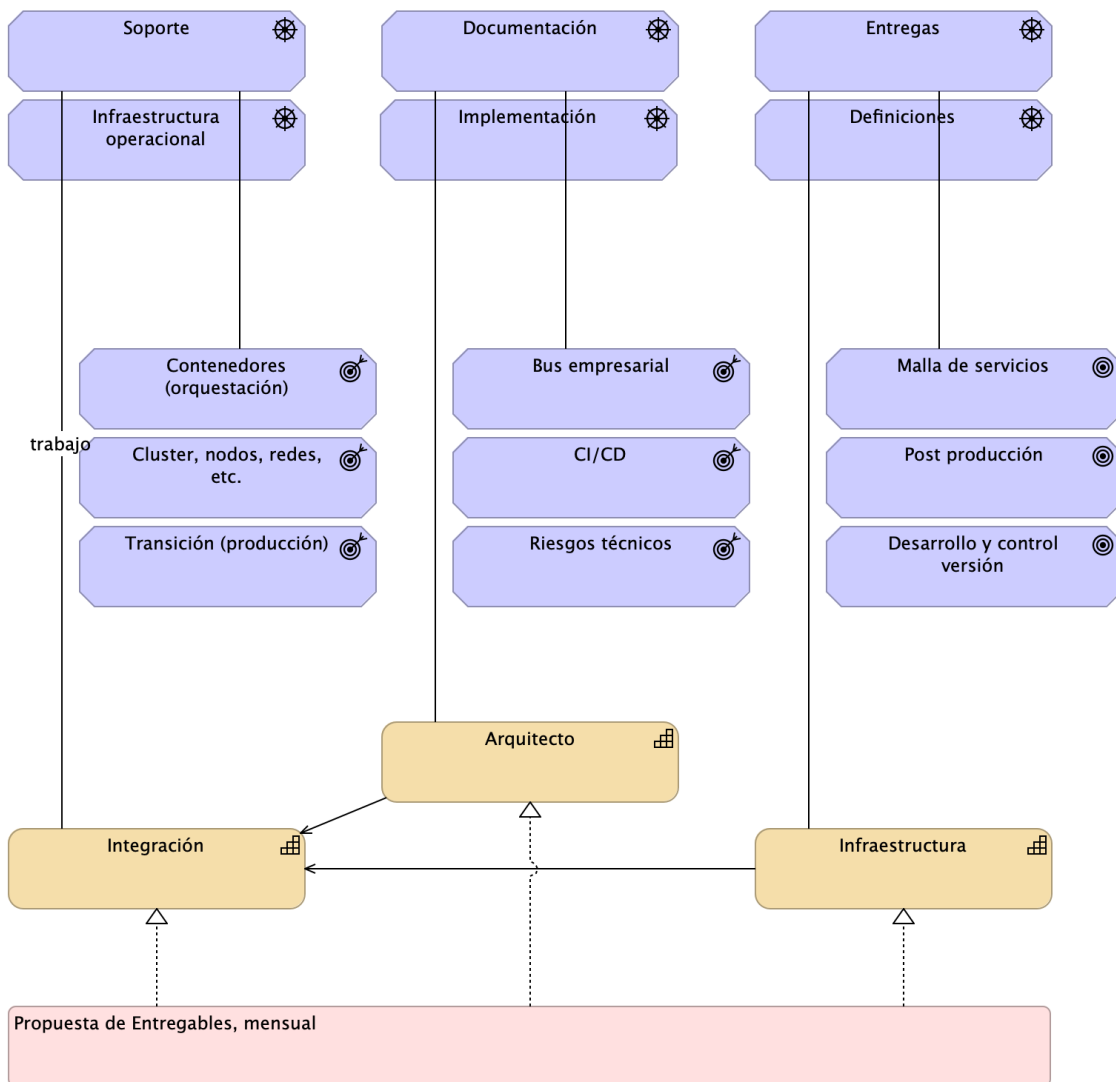 Soporte
Documentación
Entregas
Infraestructura
operacional
Implementación
Definiciones
Contenedores
(orquestación)
Bus empresarial
Malla de servicios
trabajo
Cluster, nodos, redes,
etc.
CI/CD
Post producción
Transición (producción)
Riesgos técnicos
Desarrollo y control
versión
Arquitecto
Integración
Infraestructura
Propuesta de Entregables, mensual